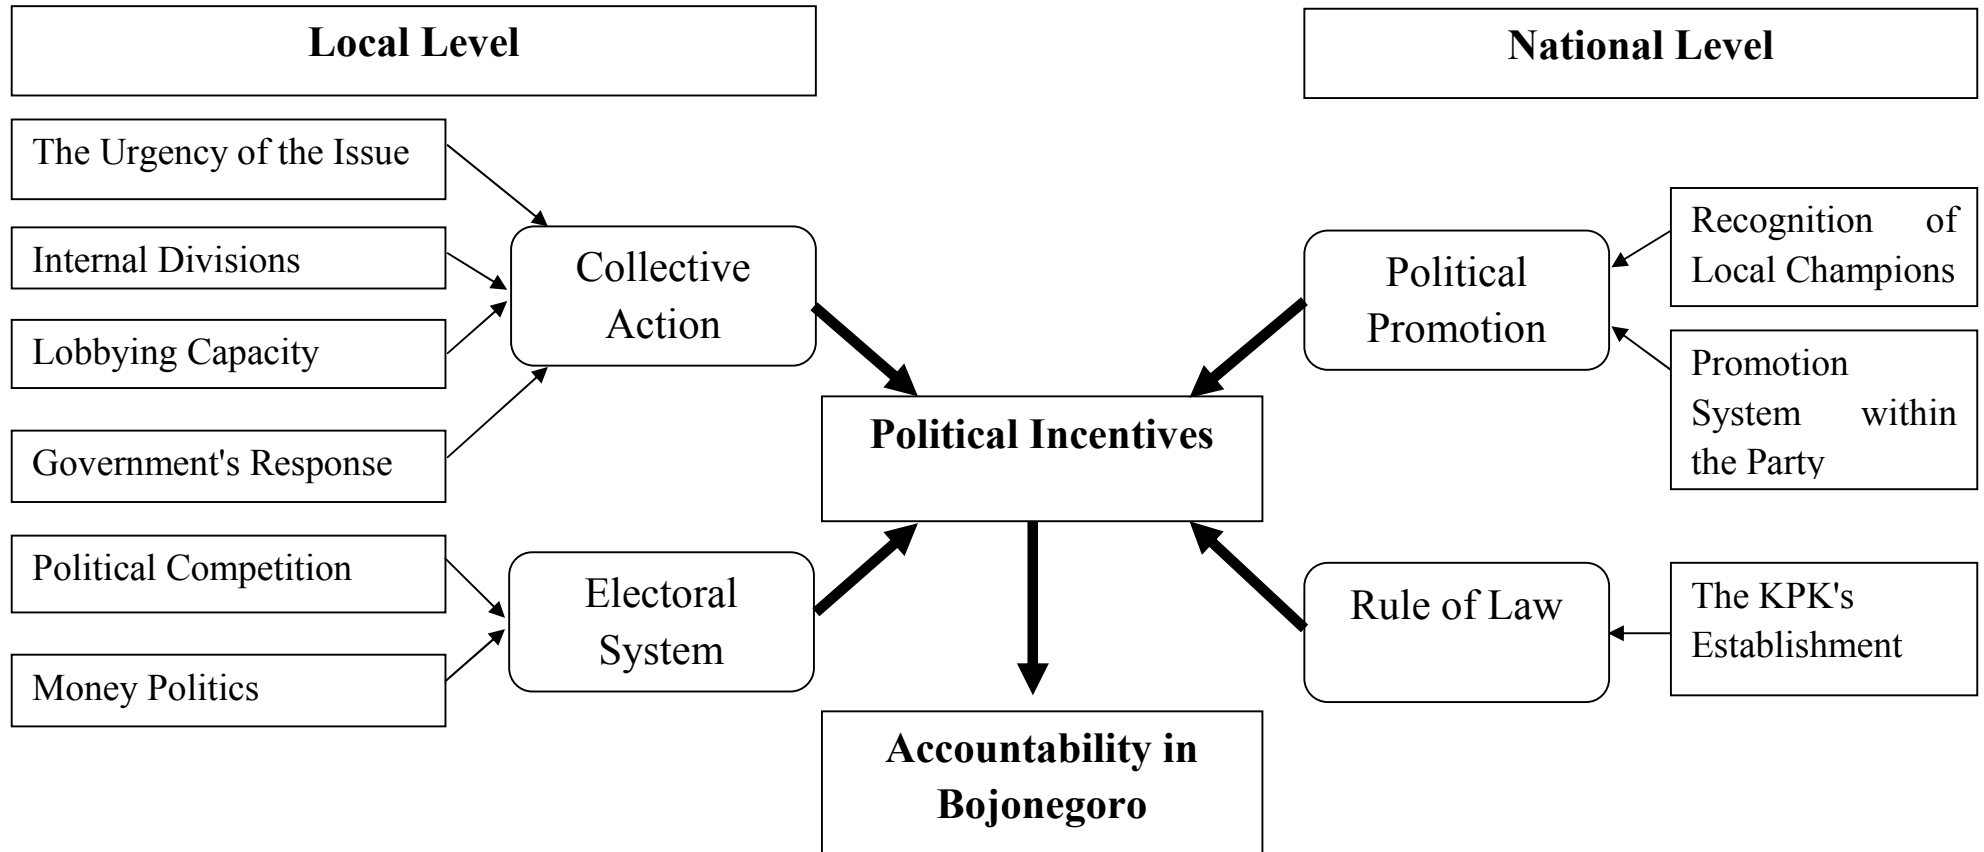 Local Level
National Level
The Urgency of the Issue
Internal Divisions
Lobbying Capacity
Government's Response
Political Competition
Money Politics
Collective
Action
Electoral
System
Political Incentives
Accountability in
Bojonegoro
Political
Promotion
Rule of Law
Recognition of
Local Champions
Promotion
System within
the Party
The KPK's
Establishment